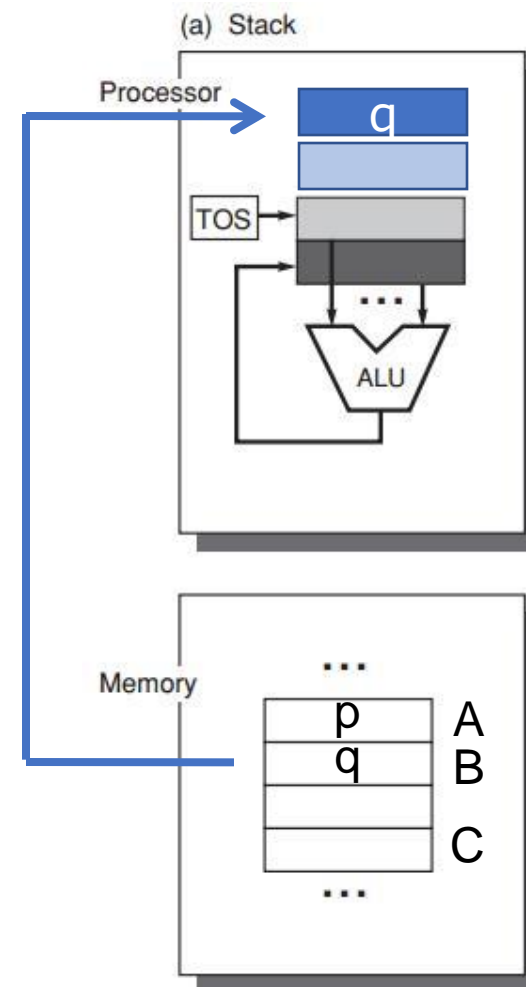 (a) Stack
Processor
q
TOS
...
ALU
...
Memory
p A
q B
C
...